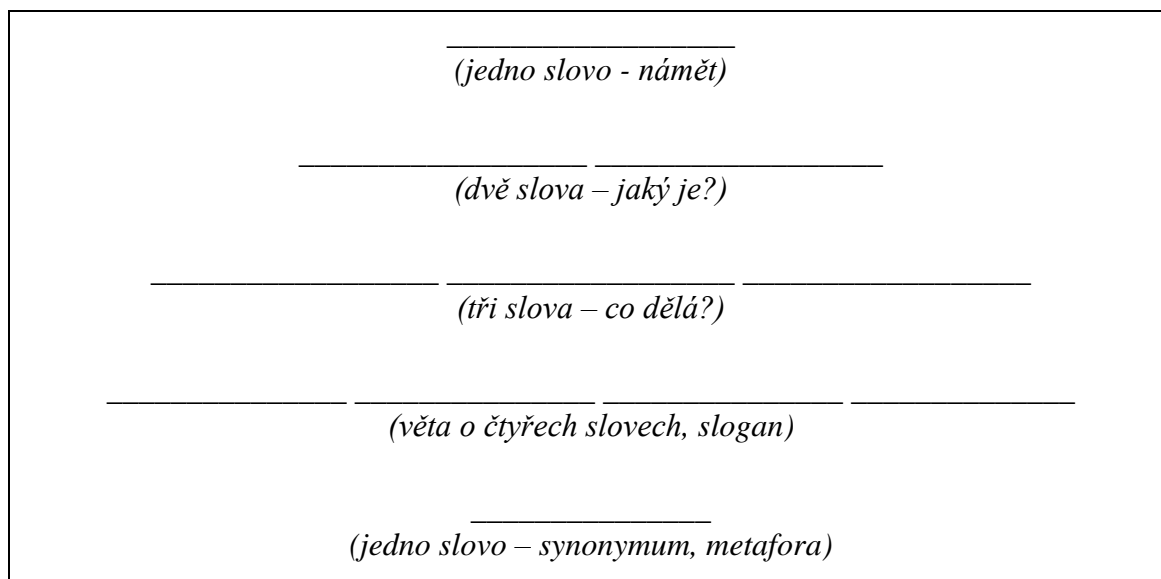 (jedno slovo - námět)
(dvě slova – jaký je?)
(tři slova – co dělá?)
(věta o čtyřech slovech, slogan)
(jedno slovo – synonymum, metafora)